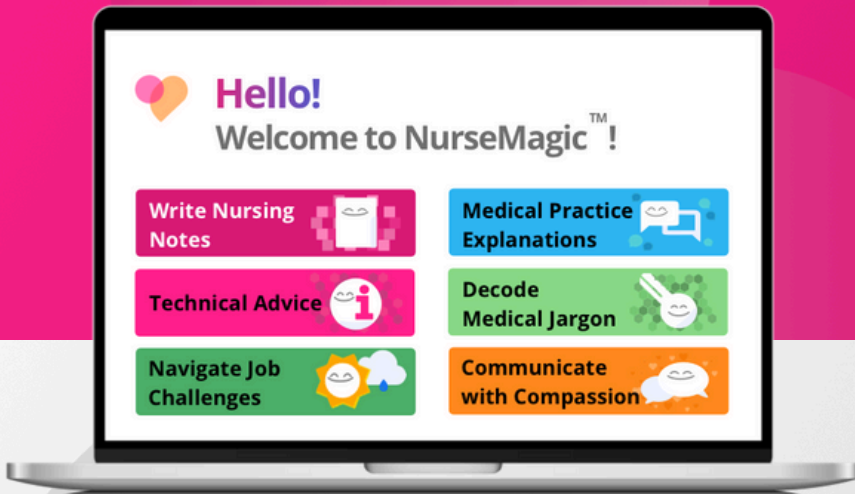 Hello!
Welcome to NurseMagic™!
Write Nursing
Notes
Medical Practice
Explanations
Technical Advice
i
Decode
Medical Jargon
Navigate Job
Challenges
Communicate
with Compassion